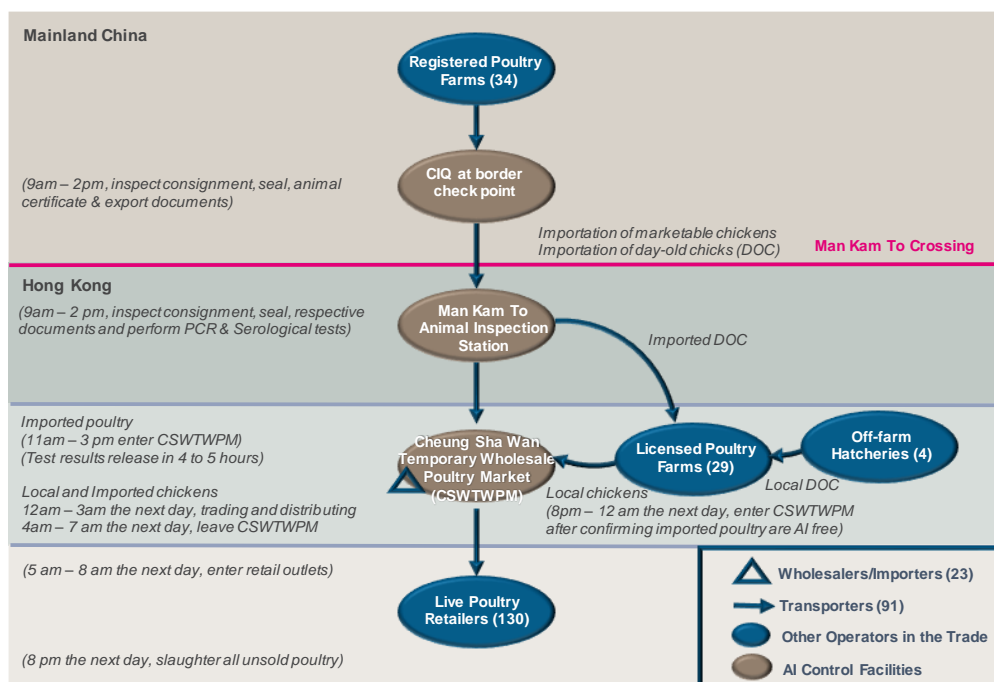 Mainland China
Registered Poultry
Farms (34)
CIQ at border
check point
(9am – 2pm, inspect consignment, seal, animal
certificate & export documents)
Importation of marketable chickens
Importation of day-old chicks (DOC)
Man Kam To Crossing
Hong Kong
(9am – 2 pm, inspect consignment, seal, respective
documents and perform PCR & Serological tests)
Man Kam To
Animal Inspection
Station
Imported DOC
Imported poultry
(11am – 3 pm enter CSWTWPM)
(Test results release in 4 to 5 hours)
Local and Imported chickens
12am – 3am the next day, trading and distributing
4am – 7 am the next day, leave CSWTWPM
Cheung Sha Wan
Temporary Wholesale
Poultry Market
(CSWTWPM)
Licensed Poultry
Farms (29)
Off-farm
Hatcheries (4)
Local DOC
Local chickens
(8pm – 12 am the next day, enter CSWTWPM
after confirming imported poultry are AI free)
(5 am – 8 am the next day, enter retail outlets)
Live Poultry
Retailers (130)
(8 pm the next day, slaughter all unsold poultry)
Wholesalers/Importers (23)
Transporters (91)
Other Operators in the Trade
AI Control Facilities